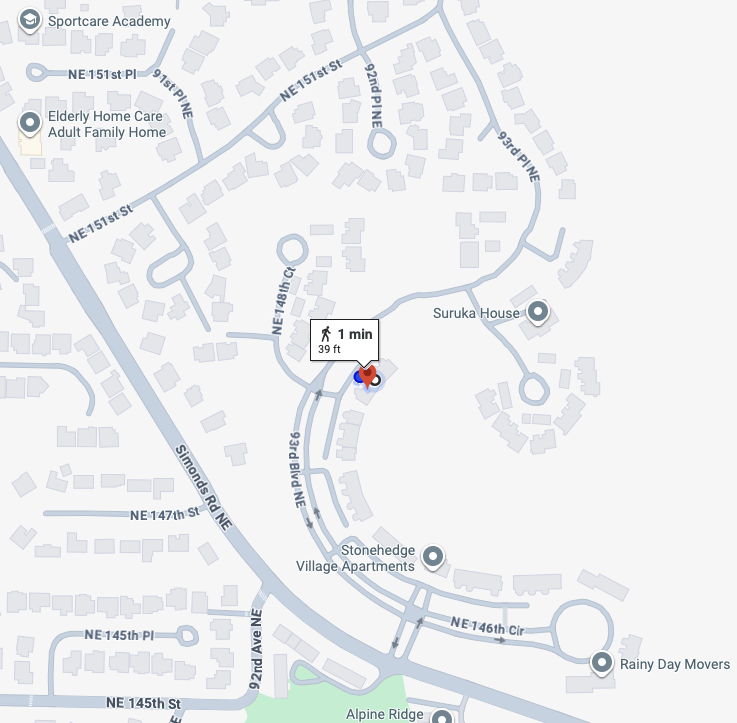 Sportcare Academy
NE 151st Pl
91st Pl NE
NE 151st St
92nd Pl NE
Elderly Home Care
Adult Family Home
93rd Pl NE
NE 151st St
NE 148th Ct
Suruka House
1 min
39 ft
93rd Blvd NE
Simonds Rd NE
NE 147th St
Stonehedge
Village Apartments
NE 146th Cir
92nd Ave NE
NE 145th Pl
Rainy Day Movers
NE 145th St
Alpine Ridge
E